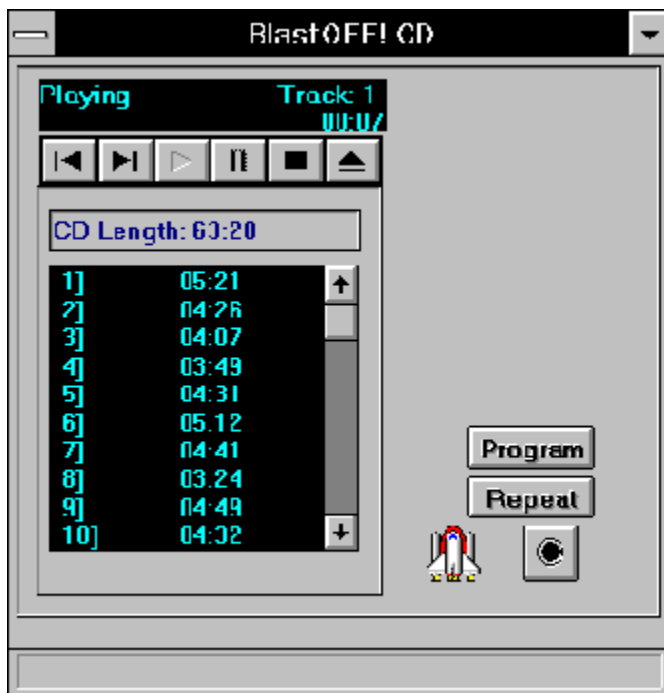 BlastOFF! CD
Playing Track: 1
00:07
CD Length: 60:20
1] 05:21
2] 04:26
3] 04:07
4] 03:49
5] 04:31
6] 05:12
7] 04:41
8] 03:24
9] 04:49
10] 04:32
Program
Repeat